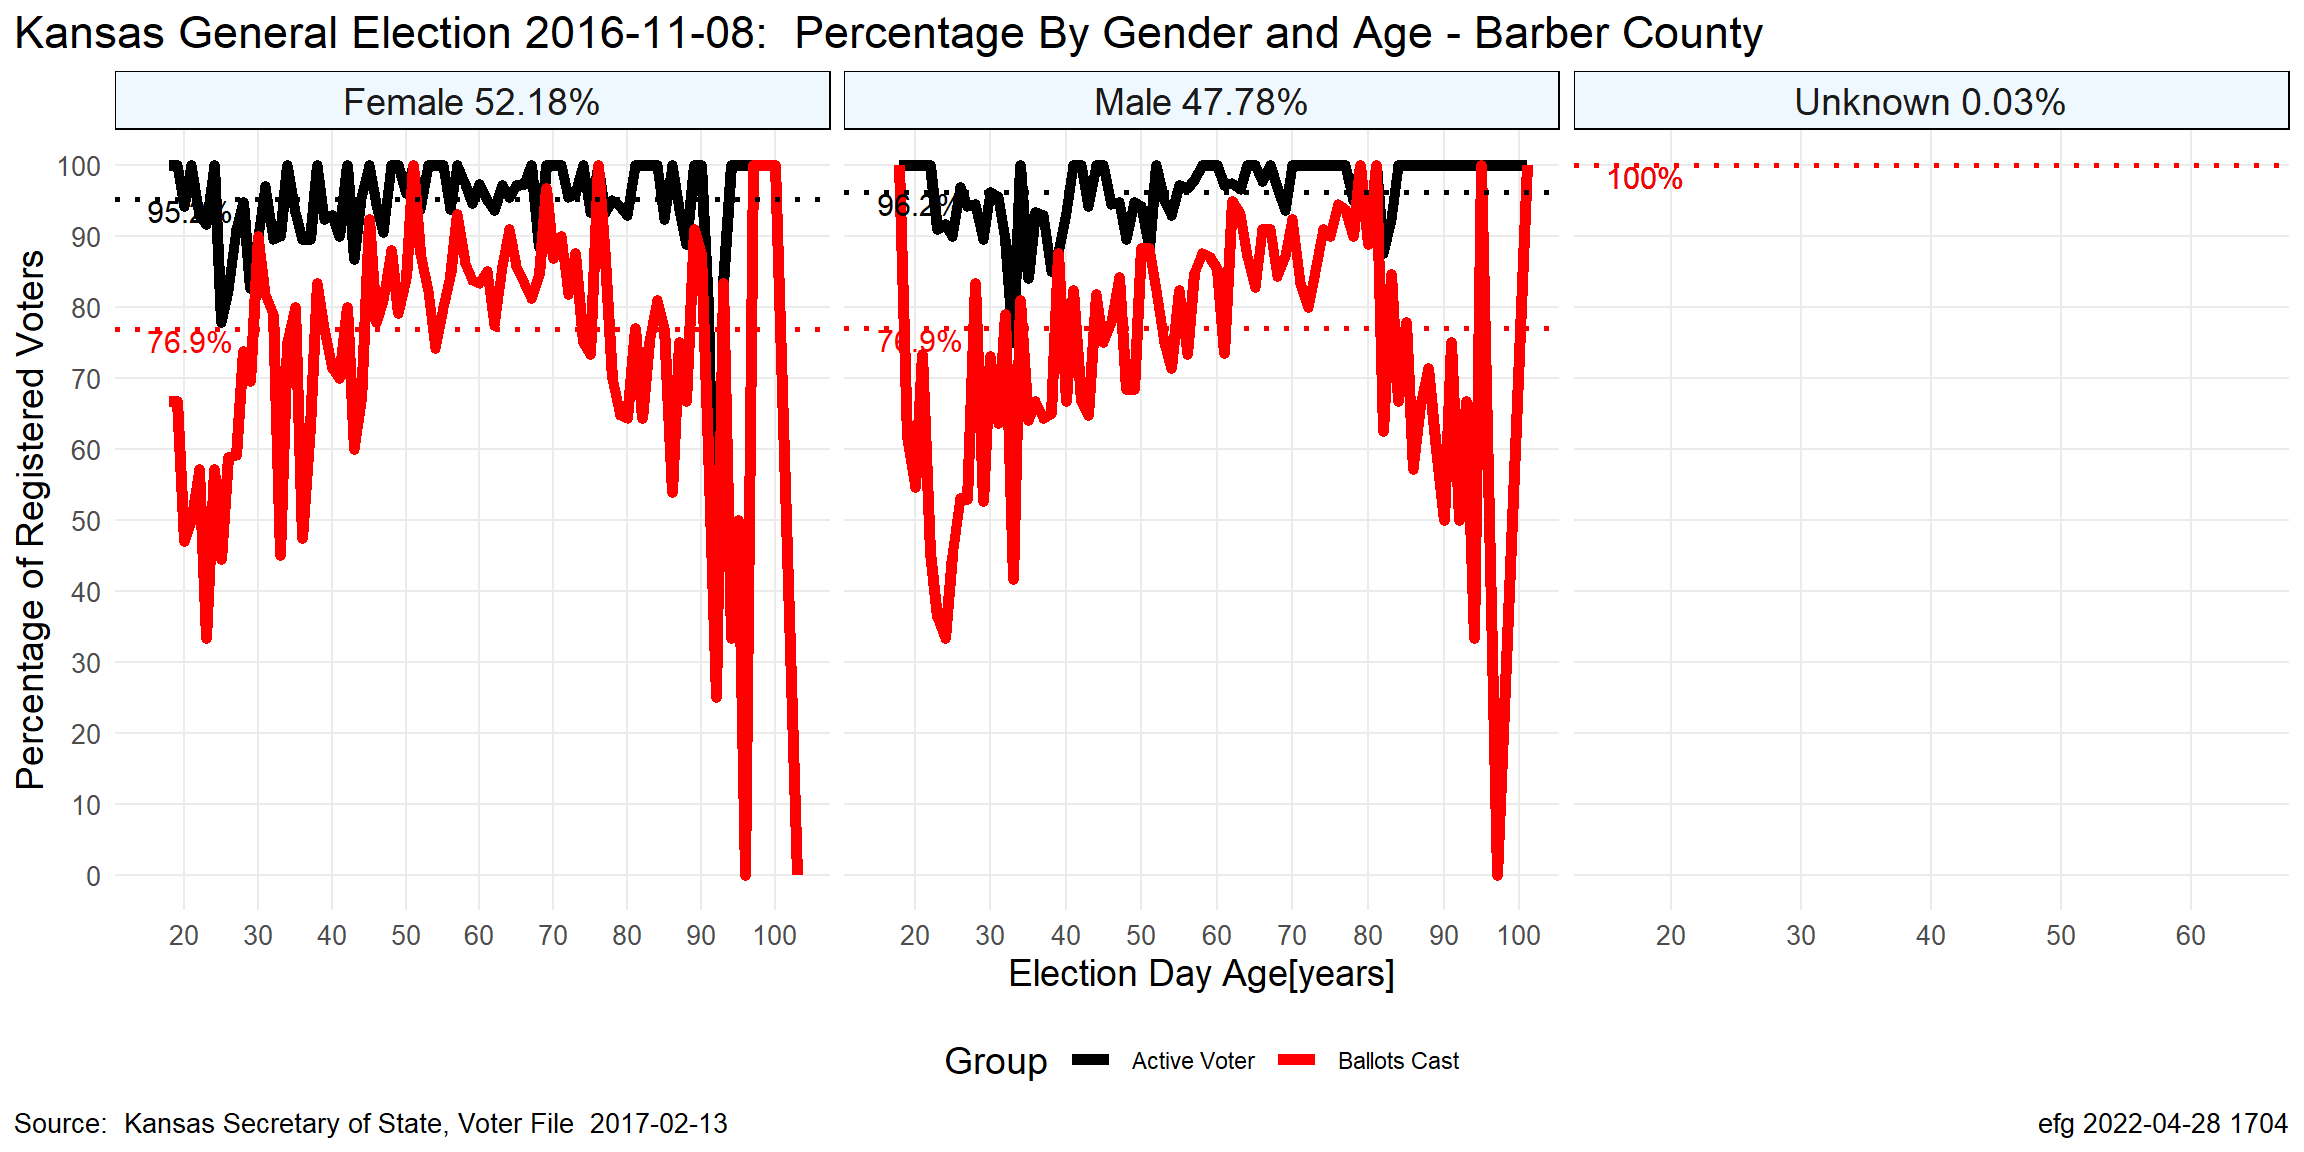 Kansas General Election 2016-11-08:  Percentage By Gender and Age - Barber County
Female 52.18%
Male 47.78%
Unknown 0.03%
Percentage of Registered Voters
100
90
80
70
60
50
40
30
20
10
0
95.2%
76.9%
96.2%
76.9%
100%
20 30 40 50 60 70 80 90 100
20 30 40 50 60 70 80 90 100
20 30 40 50 60
Election Day Age[years]
Group Active Voter Ballots Cast
Source:  Kansas Secretary of State, Voter File  2017-02-13
efg 2022-04-28 1704